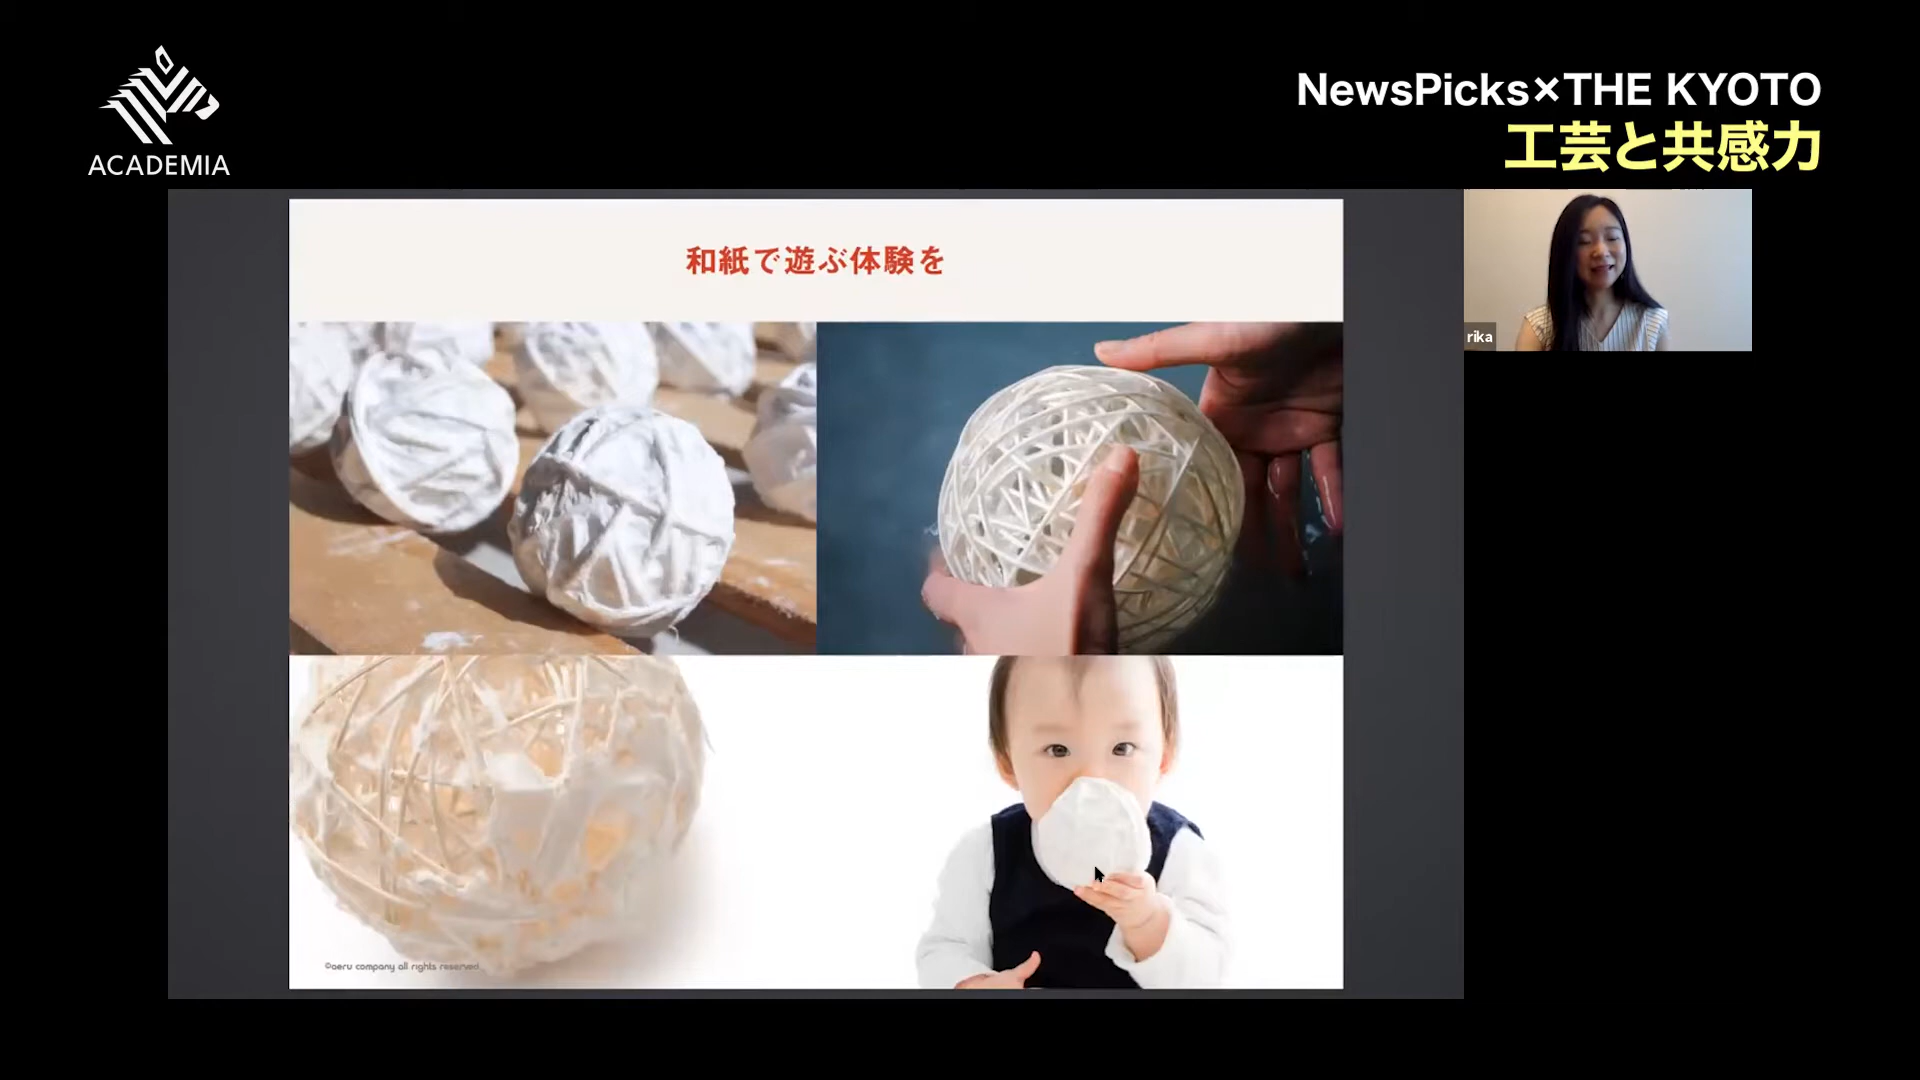 ACADEMIA
NewsPicks×THE KYOTO
工芸と共感力
和紙で遊ぶ体験を
rika
©aeru company all rights reserved